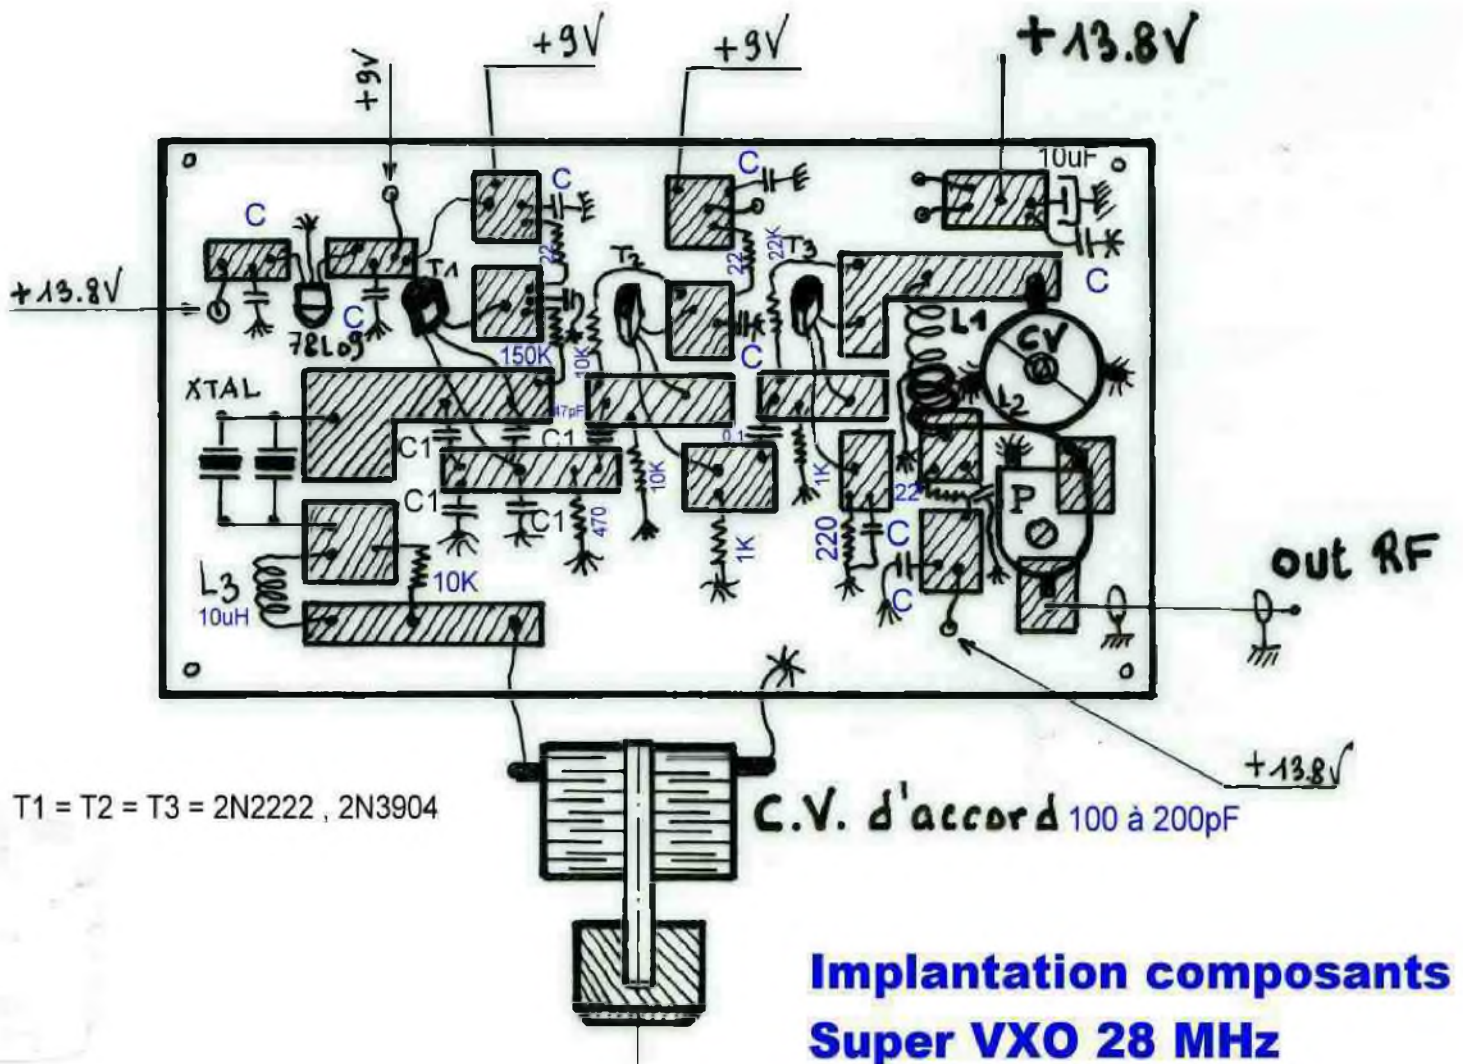 +9V
+9V
+9V
+13.8V
10uF
C
C
C
+13.8V
C
78L09
T1
22
150K
T2
10K
22
C
22K
T3
L1
CV
C
XTAL
C1
C1
47pF
C1
C1
470
10K
0,1
1K
1K
220
L2
22
P
C
C
L3
10uH
10K
out RF
+13.8V
T1 = T2 = T3 = 2N2222 , 2N3904
C.V. d'accord 100 à 200pF
Implantation composants
Super VXO 28 MHz